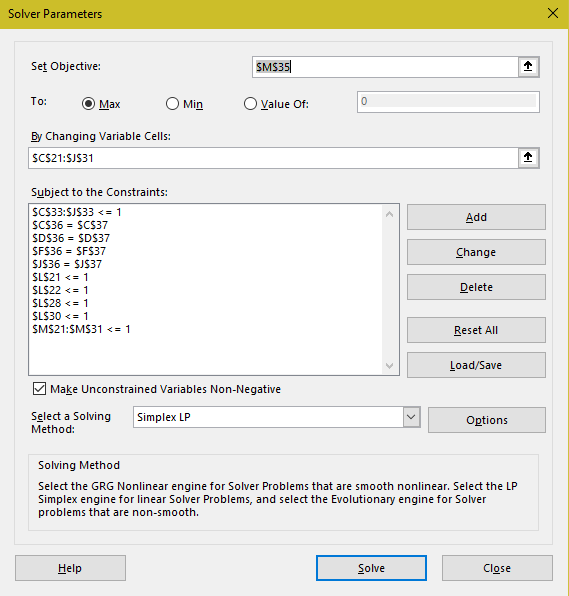 Solver Parameters
Set Objective: $M$35
To: Max Min Value Of: 0
By Changing Variable Cells:
$C$21:$J$31
Subject to the Constraints:
$C$33:$J$33 <= 1
$C$36 = $C$37
$D$36 = $D$37
$F$36 = $F$37
$J$36 = $J$37
$L$21 <= 1
$L$22 <= 1
$L$28 <= 1
$L$30 <= 1
$M$21:$M$31 <= 1
Add
Change
Delete
Reset All
Load/Save
Make Unconstrained Variables Non-Negative
Select a Solving
Method:
Simplex LP
Options
Solving Method
Select the GRG Nonlinear engine for Solver Problems that are smooth nonlinear. Select the LP
Simplex engine for linear Solver Problems, and select the Evolutionary engine for Solver
problems that are non-smooth.
Help Solve Close